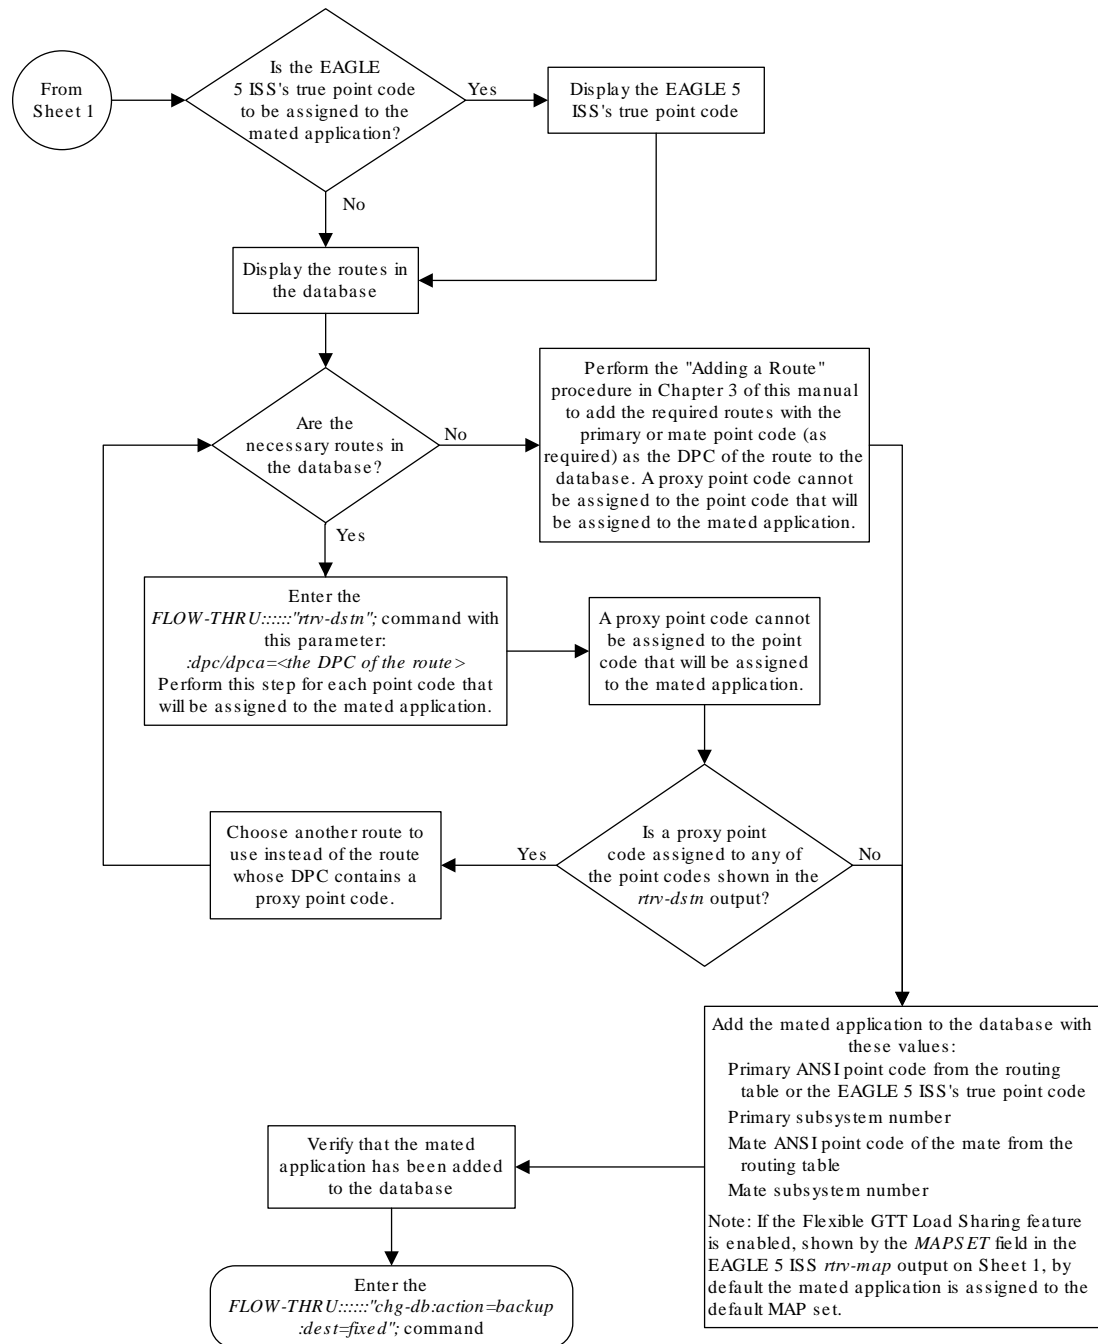 From
Sheet 1
Is the EAGLE
5 ISS's true point code
to be assigned to the
mated application?
Yes
Display the EAGLE 5
ISS's true point code
No
Display the routes in
the database
Are the
necessary routes in
the database?
No
Perform the "Adding a Route"
procedure in Chapter 3 of this manual
to add the required routes with the
primary or mate point code (as
required) as the DPC of the route to the
database. A proxy point code cannot
be assigned to the point code that will
be assigned to the mated application.
Yes
Enter the
FLOW-THRU::::::"rtrv-dstn"; command with
this parameter:
:dpc/dpca=<the DPC of the route>
Perform this step for each point code that
will be assigned to the mated application.
A proxy point code cannot
be assigned to the point
code that will be assigned
to the mated application.
Is a proxy point
code assigned to any of
the point codes shown in the
rtrv-dstn output?
Yes
No
Choose another route to
use instead of the route
whose DPC contains a
proxy point code.
Add the mated application to the database with
these values:
Primary ANSI point code from the routing
table or the EAGLE 5 ISS's true point code
Primary subsystem number
Mate ANSI point code of the mate from the
routing table
Mate subsystem number
Note: If the Flexible GTT Load Sharing feature
is enabled, shown by the MAPSET field in the
EAGLE 5 ISS rtrv-map output on Sheet 1, by
default the mated application is assigned to the
default MAP set.
Verify that the mated
application has been added
to the database
Enter the
FLOW-THRU::::::"chg-db:action=backup
:dest=fixed"; command